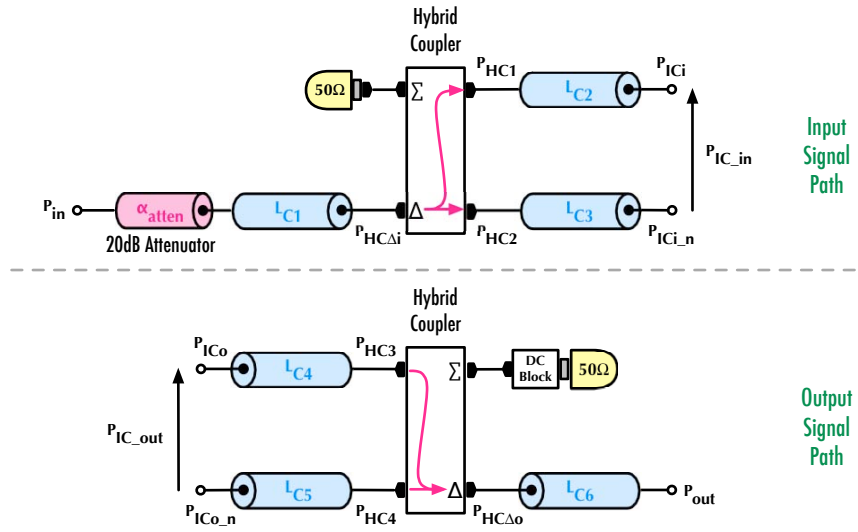 Hybrid
Coupler
50Ω
Σ
P_HC1
L_C2
P_ICi
P_IC_in
Input
Signal
Path
P_in
α_atten
20dB Attenuator
L_C1
P_HCΔi
Δ
P_HC2
L_C3
P_ICi_n
Hybrid
Coupler
P_ICo
L_C4
P_HC3
Σ
DC
Block
50Ω
P_IC_out
Output
Signal
Path
P_ICo_n
L_C5
P_HC4
Δ
P_HCΔo
L_C6
P_out